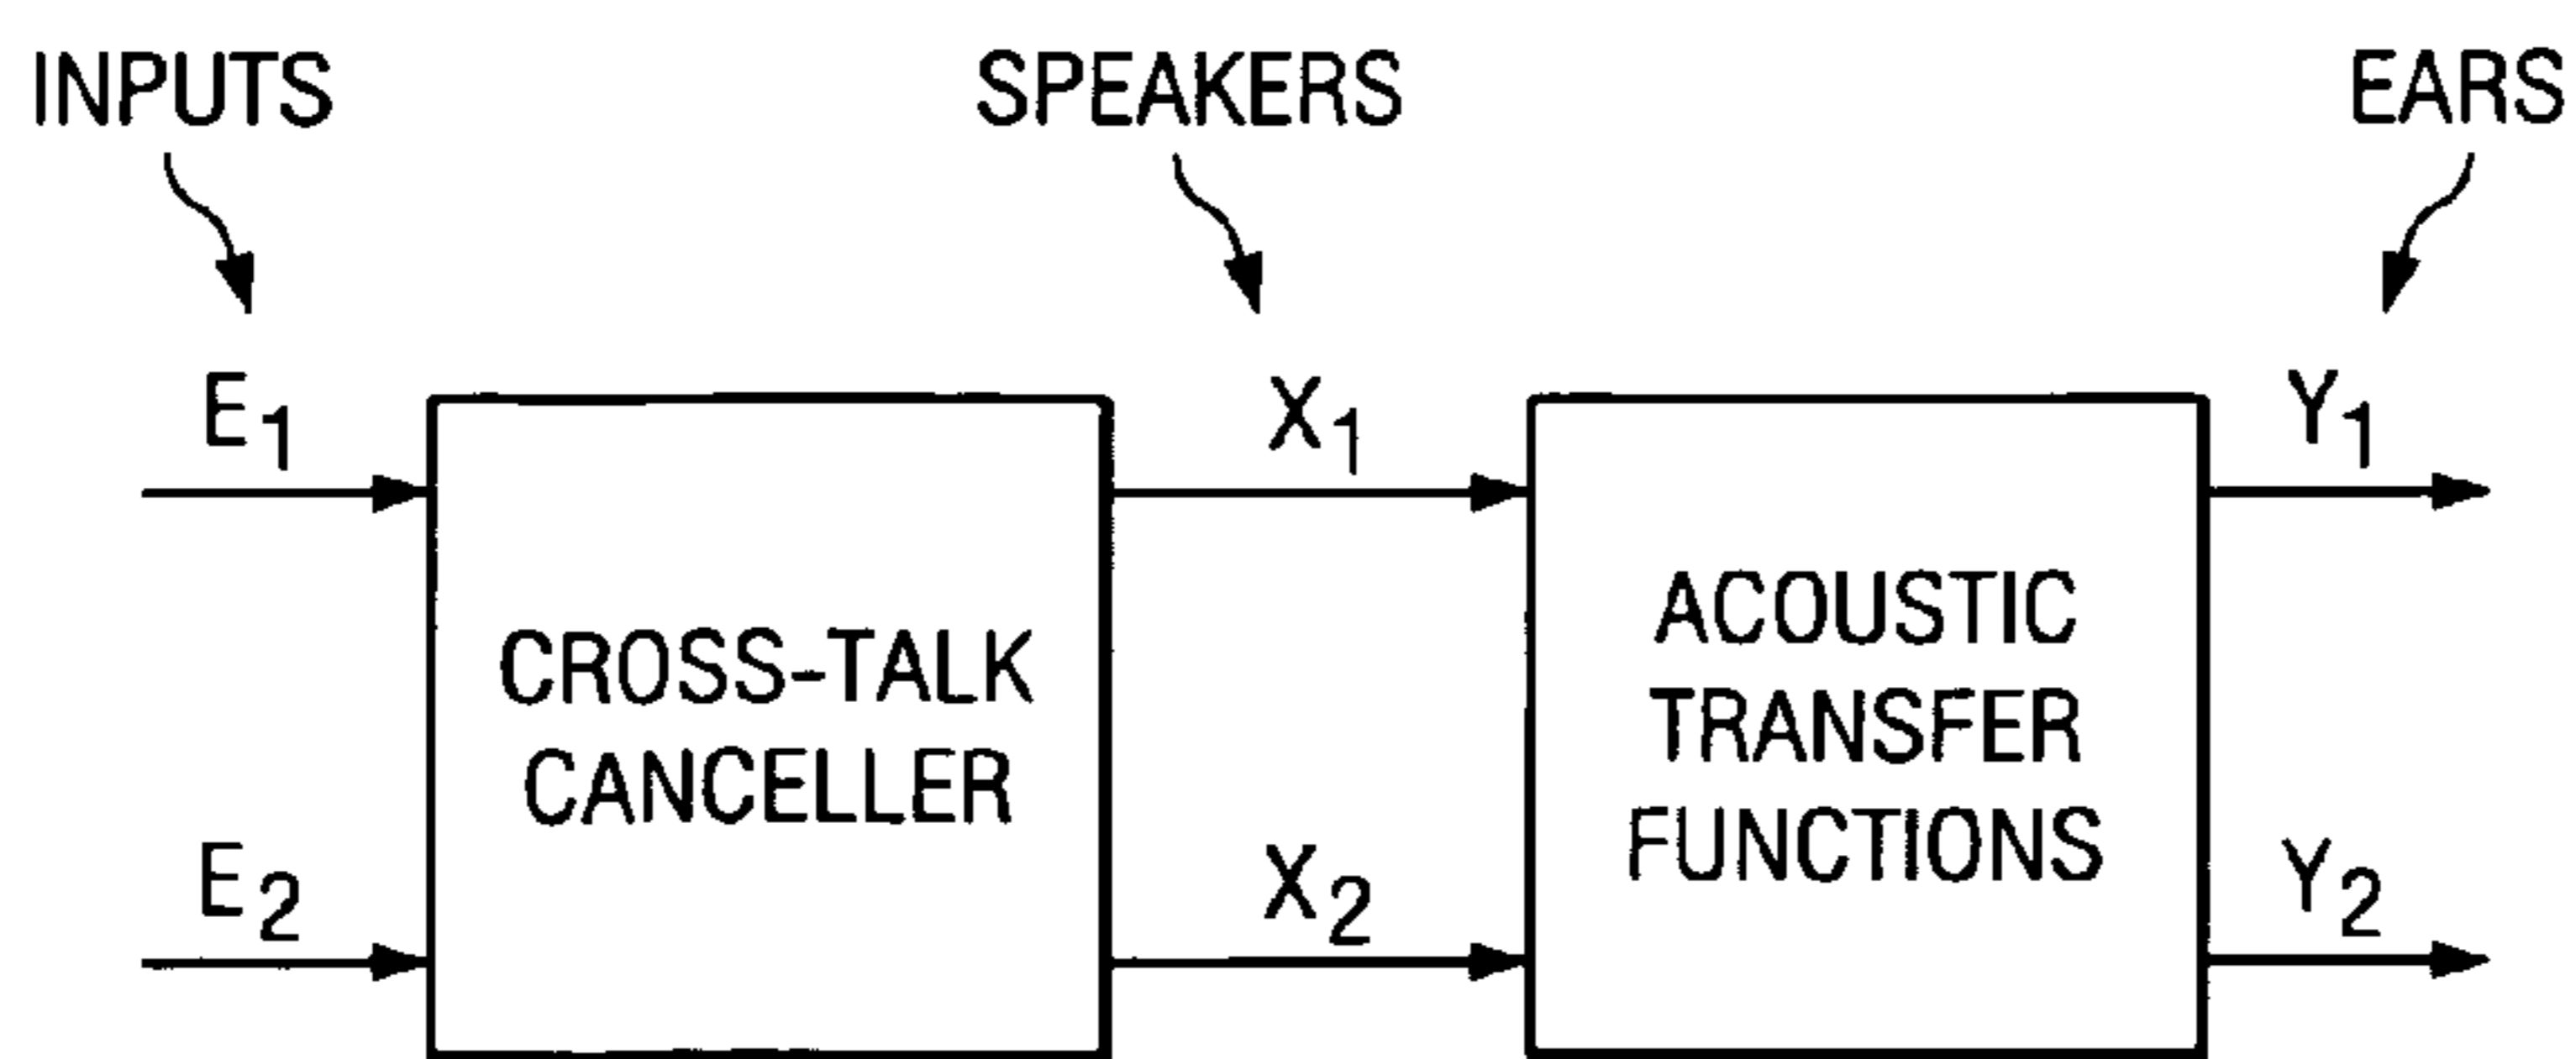 INPUTS
SPEAKERS
EARS
E1
X1
Y1
CROSS-TALK
CANCELLER
ACOUSTIC
TRANSFER
FUNCTIONS
E2
X2
Y2